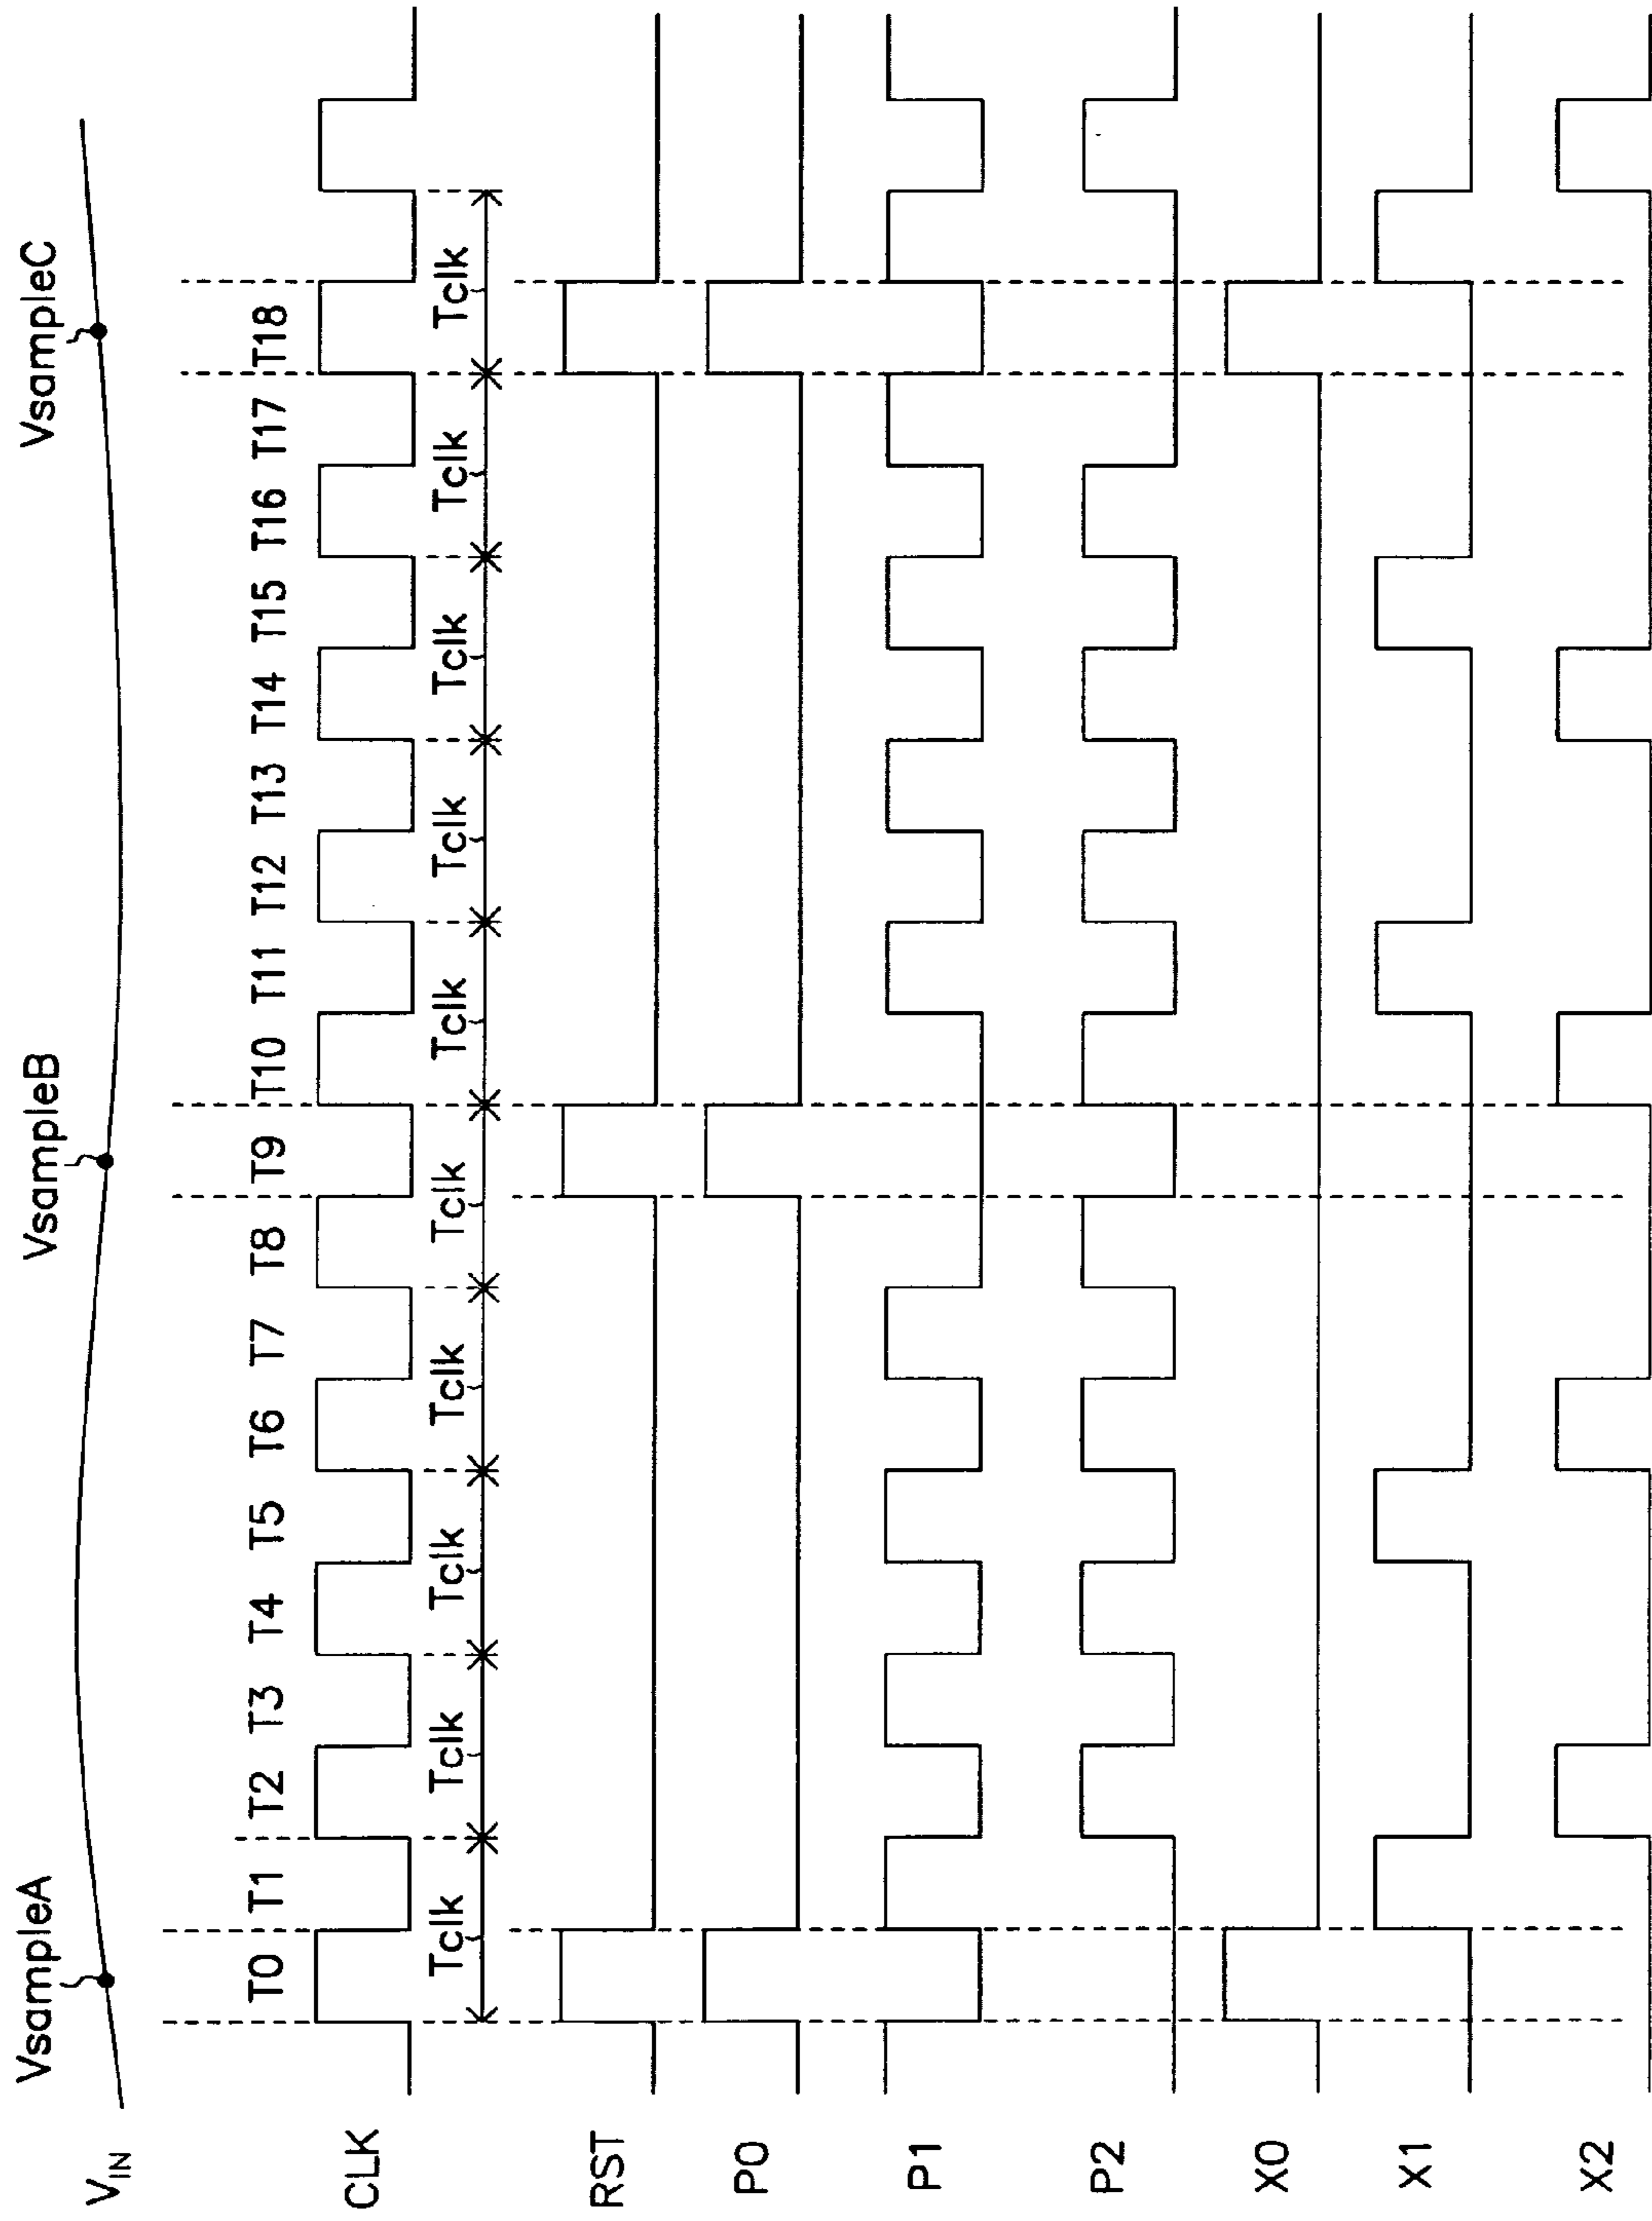 VsampleA VsampleB VsampleC
VIN
T0 T1 T2 T3 T4 T5 T6 T7 T8 T9 T10 T11 T12 T13 T14 T15 T16 T17 T18
CLK
Tclk Tclk Tclk Tclk Tclk Tclk Tclk Tclk Tclk Tclk
RST
P0
P1
P2
X0
X1
X2